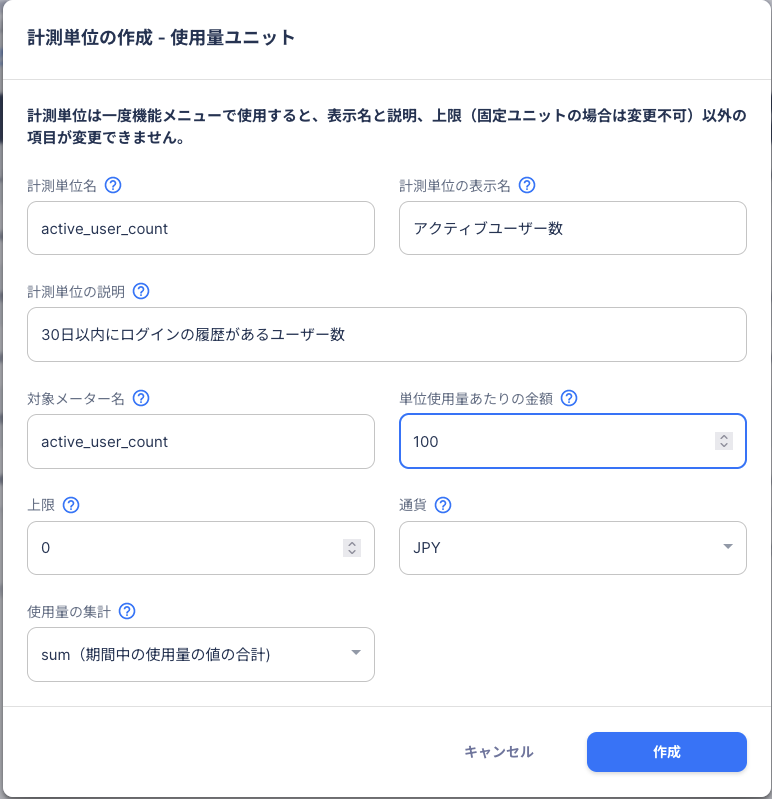 計測単位の作成 - 使用量ユニット
計測単位は一度機能メニューで使用すると、表示名と説明、上限（固定ユニットの場合は変更不可）以外の
項目が変更できません。
計測単位名 ?
計測単位の表示名 ?
active_user_count
アクティブユーザー数
計測単位の説明 ?
30日以内にログインの履歴があるユーザー数
対象メーター名 ?
単位使用量あたりの金額 ?
active_user_count
100
上限 ?
通貨 ?
0
JPY
使用量の集計 ?
sum（期間中の使用量の値の合計)
キャンセル
作成